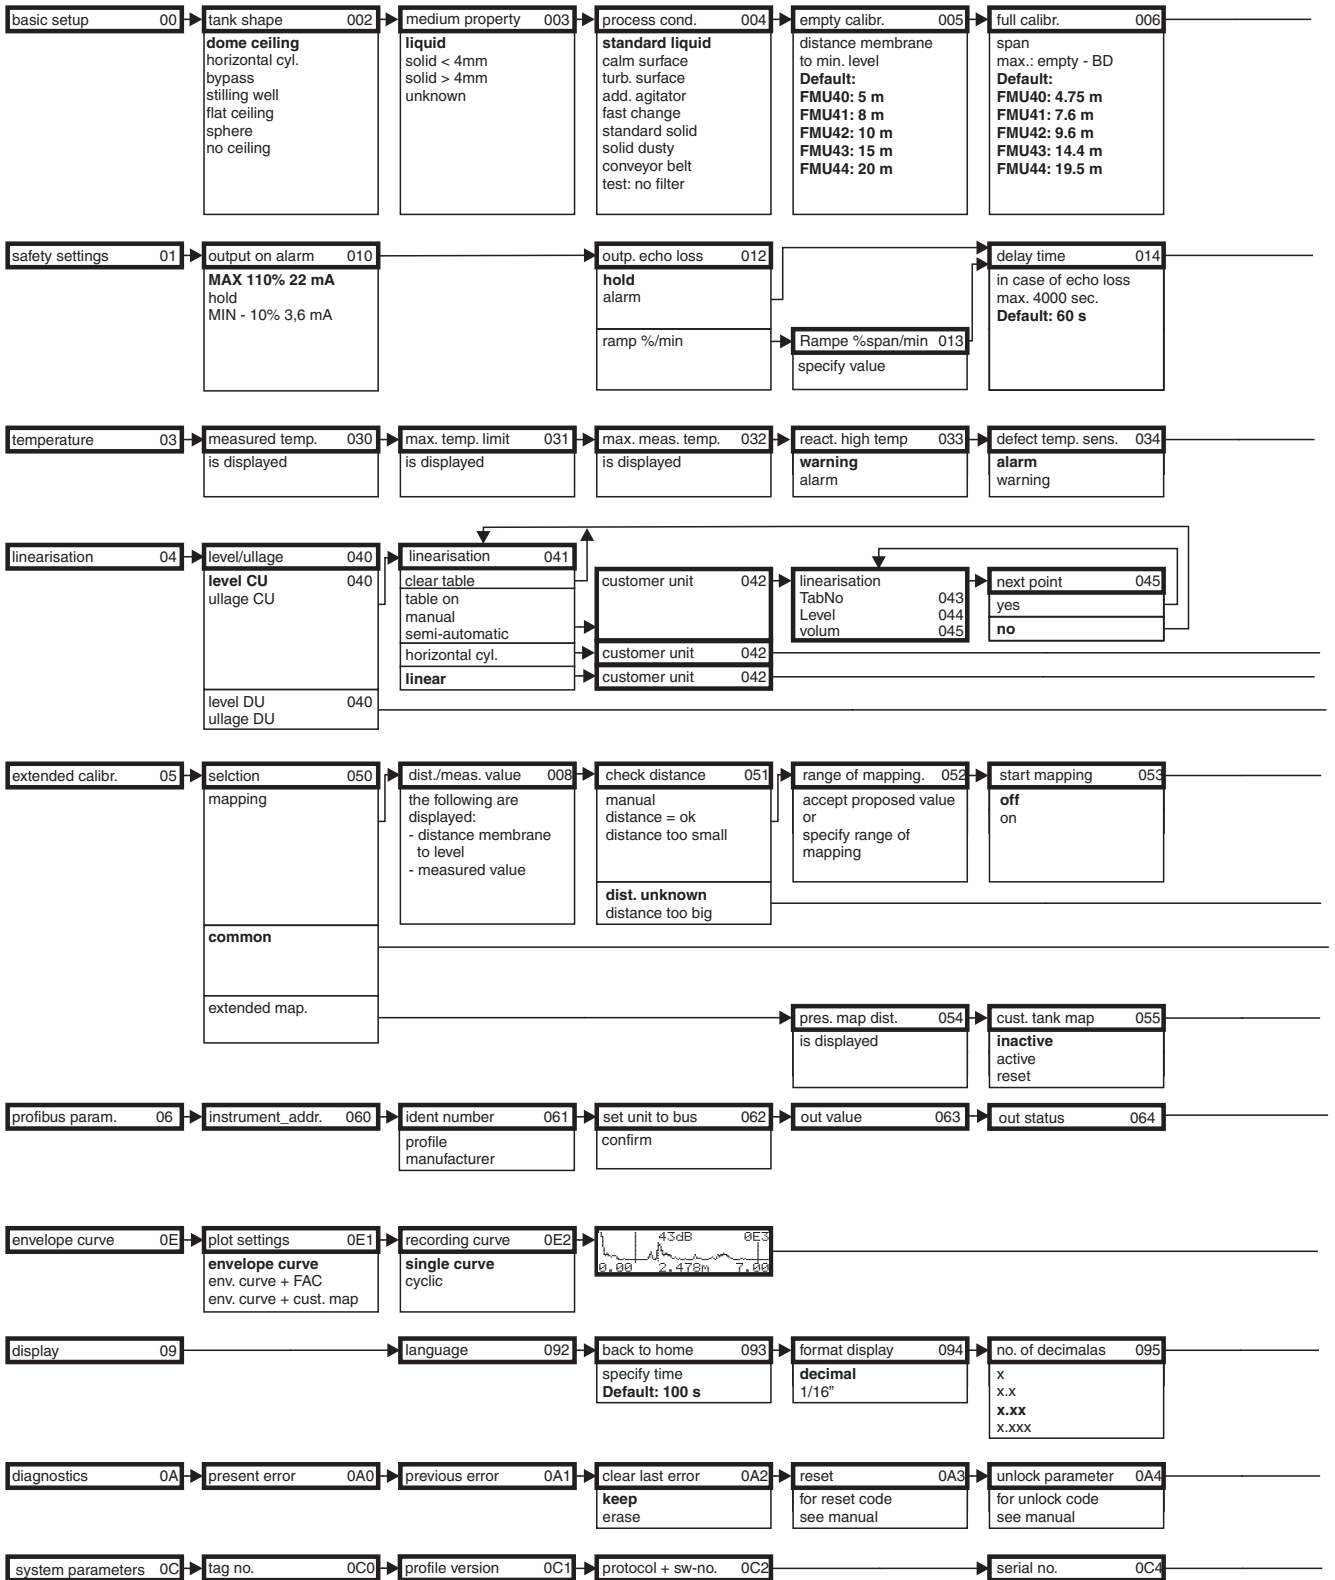 basic setup 00
tank shape 002
dome ceiling
horizontal cyl.
bypass
stilling well
flat ceiling
sphere
no ceiling
medium property 003
liquid
solid < 4mm
solid > 4mm
unknown
process cond. 004
standard liquid
calm surface
turb. surface
add. agitator
fast change
standard solid
solid dusty
conveyor belt
test: no filter
empty calibr. 005
distance membrane
to min. level
Default:
FMU40: 5 m
FMU41: 8 m
FMU42: 10 m
FMU43: 15 m
FMU44: 20 m
full calibr. 006
span
max.: empty - BD
Default:
FMU40: 4.75 m
FMU41: 7.6 m
FMU42: 9.6 m
FMU43: 14.4 m
FMU44: 19.5 m
safety settings 01
output on alarm 010
MAX 110% 22 mA
hold
MIN - 10% 3,6 mA
outp. echo loss 012
hold
alarm
ramp %/min
Rampe %span/min 013
specify value
delay time 014
in case of echo loss
max. 4000 sec.
Default: 60 s
temperature 03
measured temp. 030
is displayed
max. temp. limit 031
is displayed
max. meas. temp. 032
is displayed
react. high temp 033
warning
alarm
defect temp. sens. 034
alarm
warning
linearisation 04
level/ullage 040
level CU 040
ullage CU
level DU 040
ullage DU
linearisation 041
clear table
table on
manual
semi-automatic
horizontal cyl.
linear
customer unit 042
customer unit 042
customer unit 042
linearisation
TabNo 043
Level 044
volum 045
next point 045
yes
no
extended calibr. 05
selction 050
mapping
common
extended map.
dist./meas. value 008
the following are
displayed:
- distance membrane
to level
- measured value
check distance 051
manual
distance = ok
distance too small
dist. unknown
distance too big
range of mapping. 052
accept proposed value
or
specify range of
mapping
start mapping 053
off
on
pres. map dist. 054
is displayed
cust. tank map 055
inactive
active
reset
profibus param. 06
instrument_addr. 060
ident number 061
profile
manufacturer
set unit to bus 062
confirm
out value 063
out status 064
envelope curve 0E
plot settings 0E1
envelope curve
env. curve + FAC
env. curve + cust. map
recording curve 0E2
single curve
cyclic
43dB 0E3
0.00 2.478m 7.00
display 09
language 092
back to home 093
specify time
Default: 100 s
format display 094
decimal
1/16”
no. of decimalas 095
x
x.x
x.xx
x.xxx
diagnostics 0A
present error 0A0
previous error 0A1
clear last error 0A2
keep
erase
reset 0A3
for reset code
see manual
unlock parameter 0A4
for unlock code
see manual
system parameters 0C
tag no. 0C0
profile version 0C1
protocol + sw-no. 0C2
serial no. 0C4